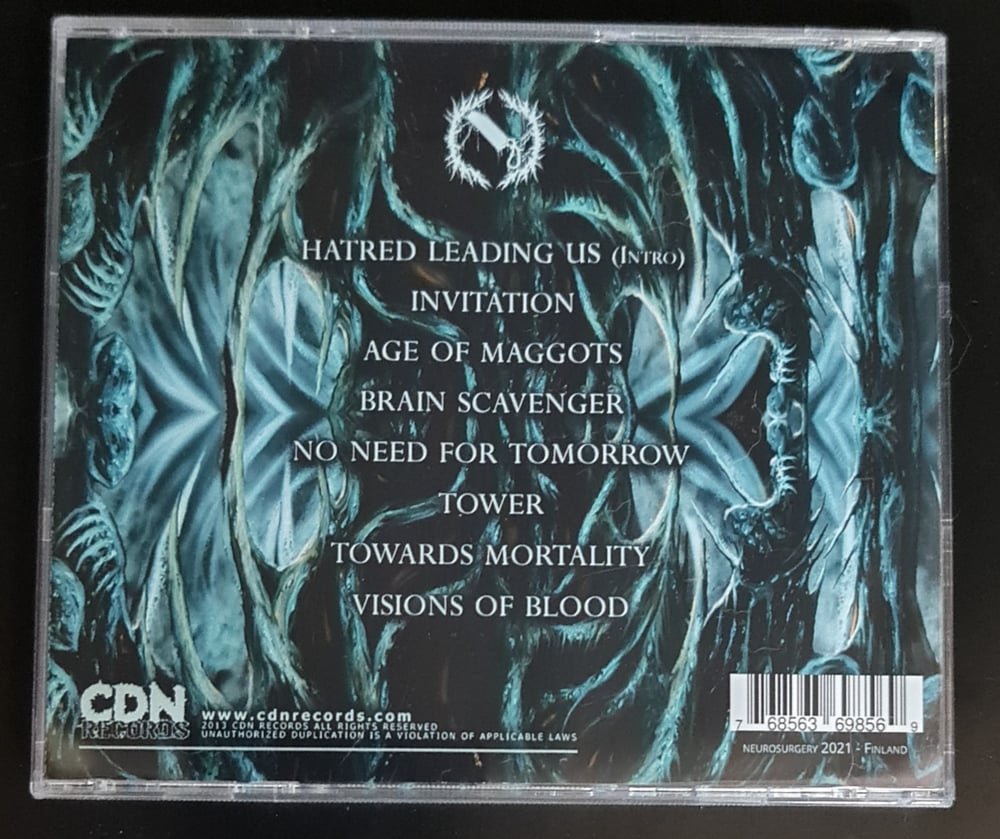 HATRED LEADING US (INTRO)
INVITATION
AGE OF MAGGOTS
BRAIN SCAVENGER
NO NEED FOR TOMORROW
TOWER
TOWARDS MORTALITY
VISIONS OF BLOOD
CDN
RECORDS
www.cdnrecords.com
2013 CDN RECORDS ALL RIGHTS RESERVED
UNAUTHORIZED DUPLICATION IS A VIOLATION OF APPLICABLE LAWS
7 68563 69856 9
NEUROSURGERY 2021 - FINLAND